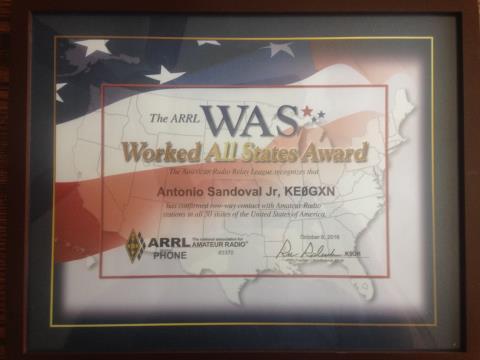 The ARRL WAS
Worked All States Award
The American Radio Relay League recognizes that
Antonio Sandoval Jr, KEØGXN
has confirmed two-way contact with Amateur Radio
stations in all 50 states of the United States of America.
ARRL The national association for
AMATEUR RADIO
PHONE
October 6, 2016